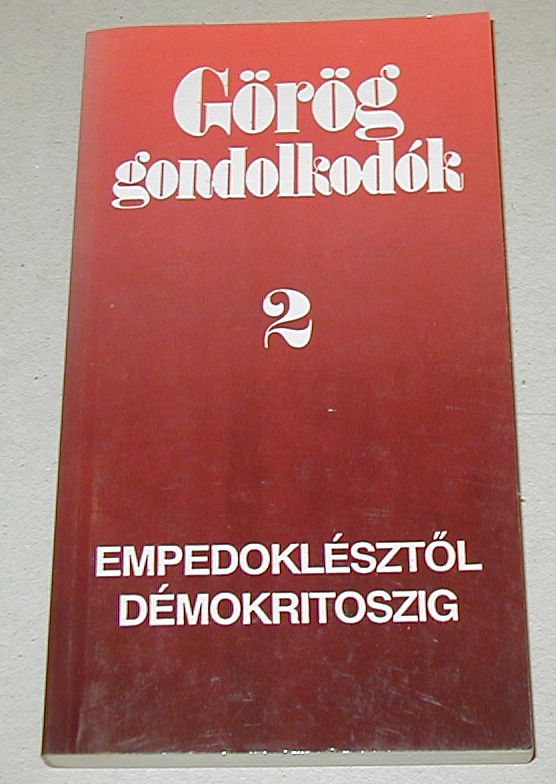 Görög
gondolkodók
2
EMPEDOKLÉSZTŐL
DÉMOKRITOSZIG